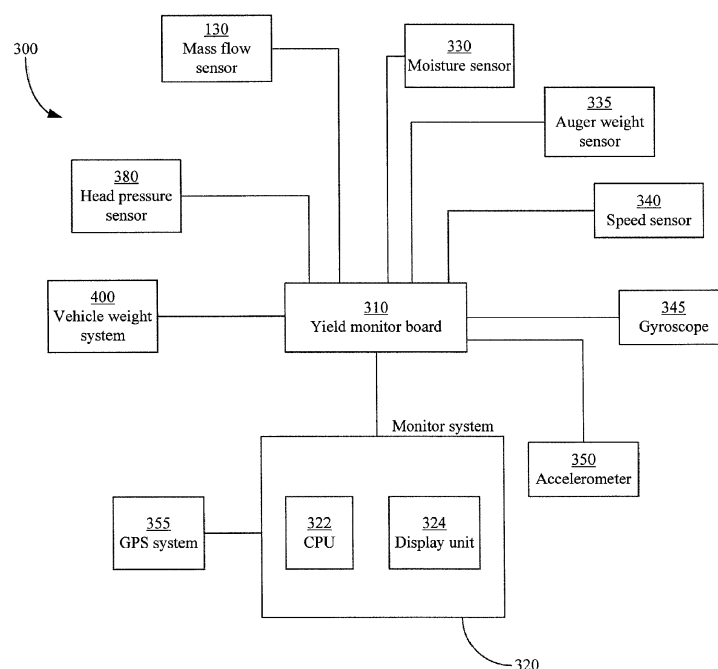 300
130
Mass flow
sensor
330
Moisture sensor
335
Auger weight
sensor
380
Head pressure
sensor
340
Speed sensor
400
Vehicle weight
system
310
Yield monitor board
345
Gyroscope
Monitor system
350
Accelerometer
355
GPS system
322
CPU
324
Display unit
320